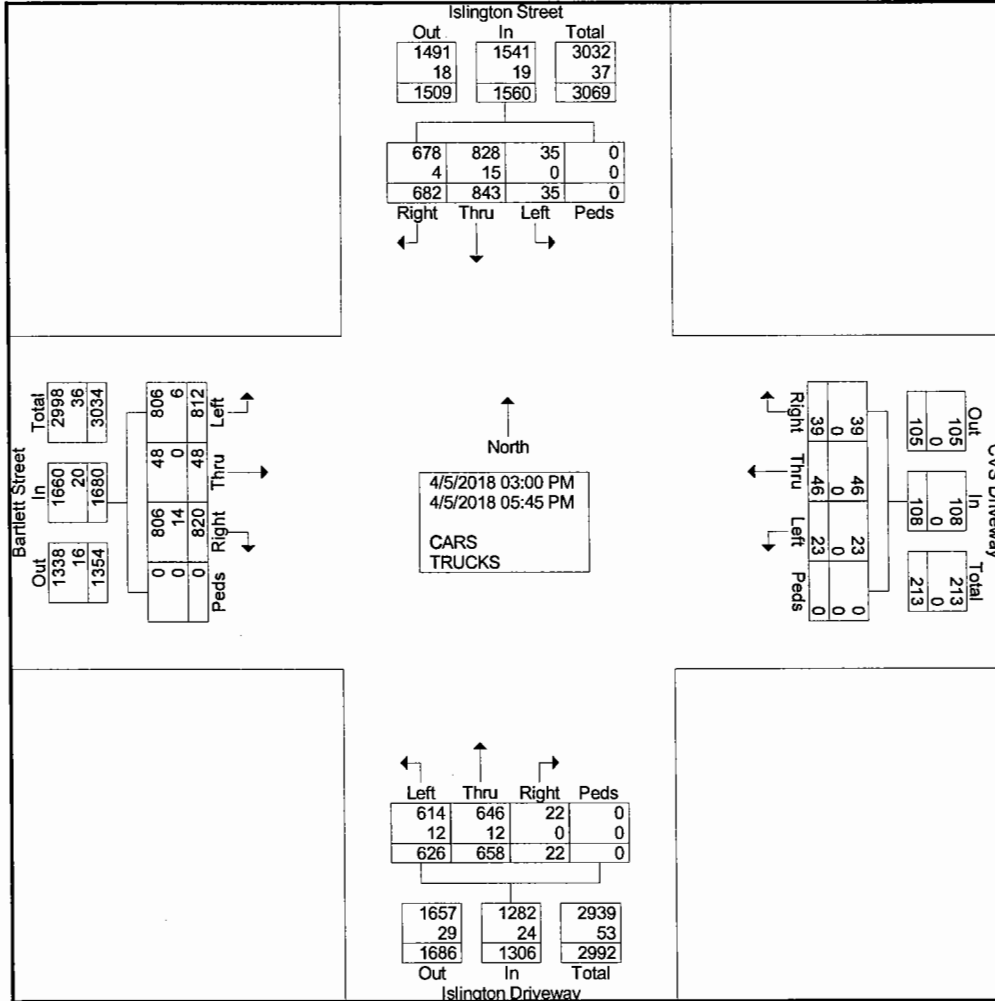 Islington Street
Out In Total
1491 1541 3032
18 19 37
1509 1560 3069
678 828 35 0
4 15 0 0
682 843 35 0
Right Thru Left Peds
Bartlett Street
Total In Out
2998 1660 1338
36 20 16
3034 1680 1354
806 48 806 0
6 0 14 0
812 48 820 0
Left Thru Right Peds
North
4/5/2018 03:00 PM
4/5/2018 05:45 PM
CARS
TRUCKS
Right Thru Left Peds
39 46 23 0
0 0 0 0
39 46 23 0
105 108 213
0 0 0
105 108 213
Out In Total
CVS Driveway
Left Thru Right Peds
614 646 22 0
12 12 0 0
626 658 22 0
1657 1282 2939
29 24 53
1686 1306 2992
Out In Total
Islington Driveway